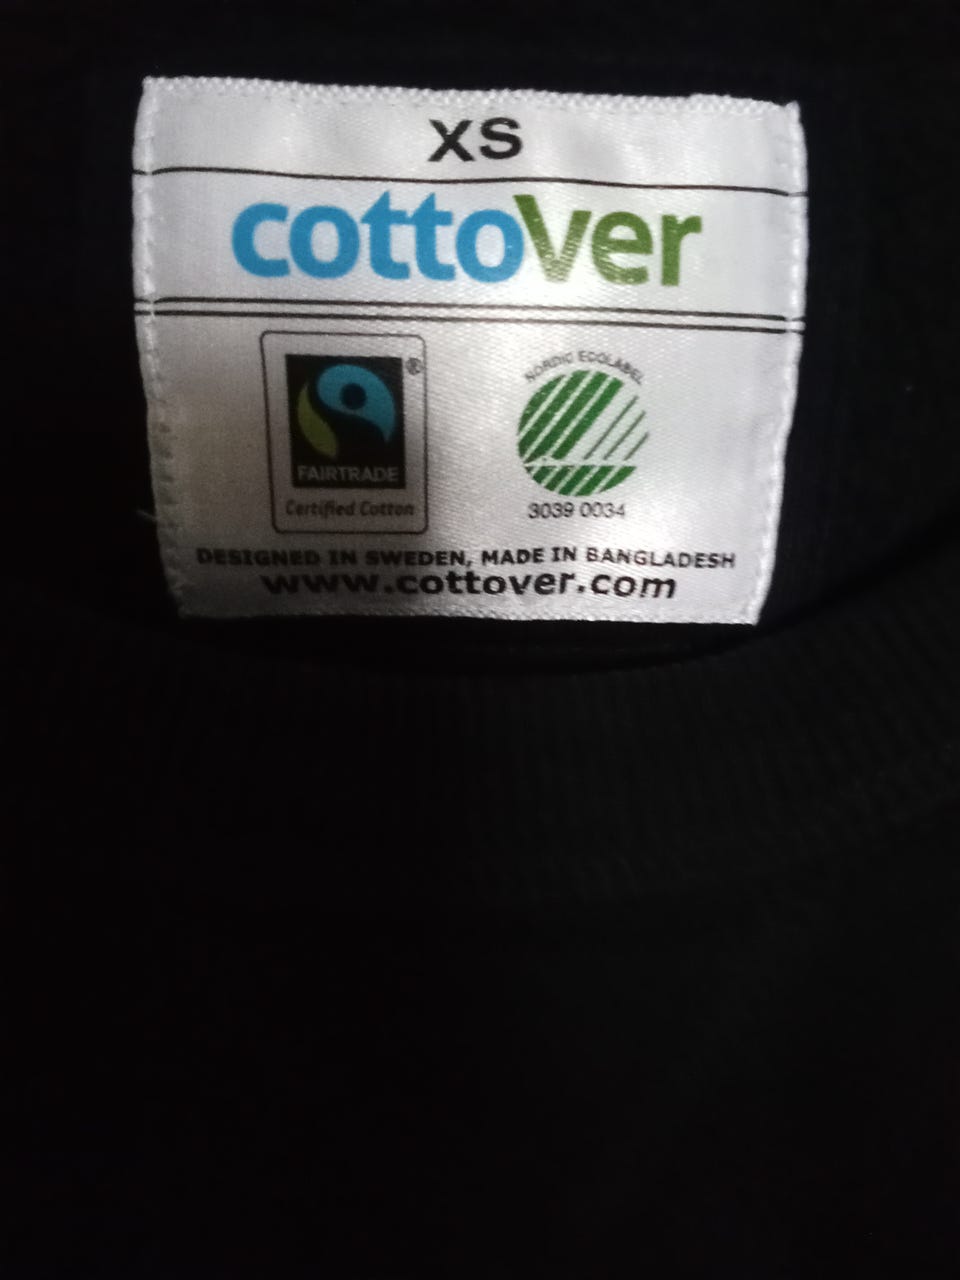 XS
cottoVer
®
FAIRTRADE
Certified Cotton
NORDIC ECOLABEL
3039 0034
DESIGNED IN SWEDEN, MADE IN BANGLADESH
www.cottover.com